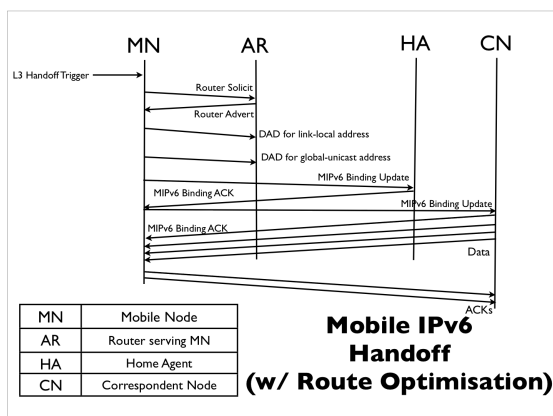 MN AR HA CN
L3 Handoff Trigger
Router Solicit
Router Advert
DAD for link-local address
DAD for global-unicast address
MIPv6 Binding Update
MIPv6 Binding ACK
MIPv6 Binding Update
MIPv6 Binding ACK
Data
ACKs
MN Mobile Node
AR Router serving MN
HA Home Agent
CN Correspondent Node
Mobile IPv6
Handoff
(w/ Route Optimisation)